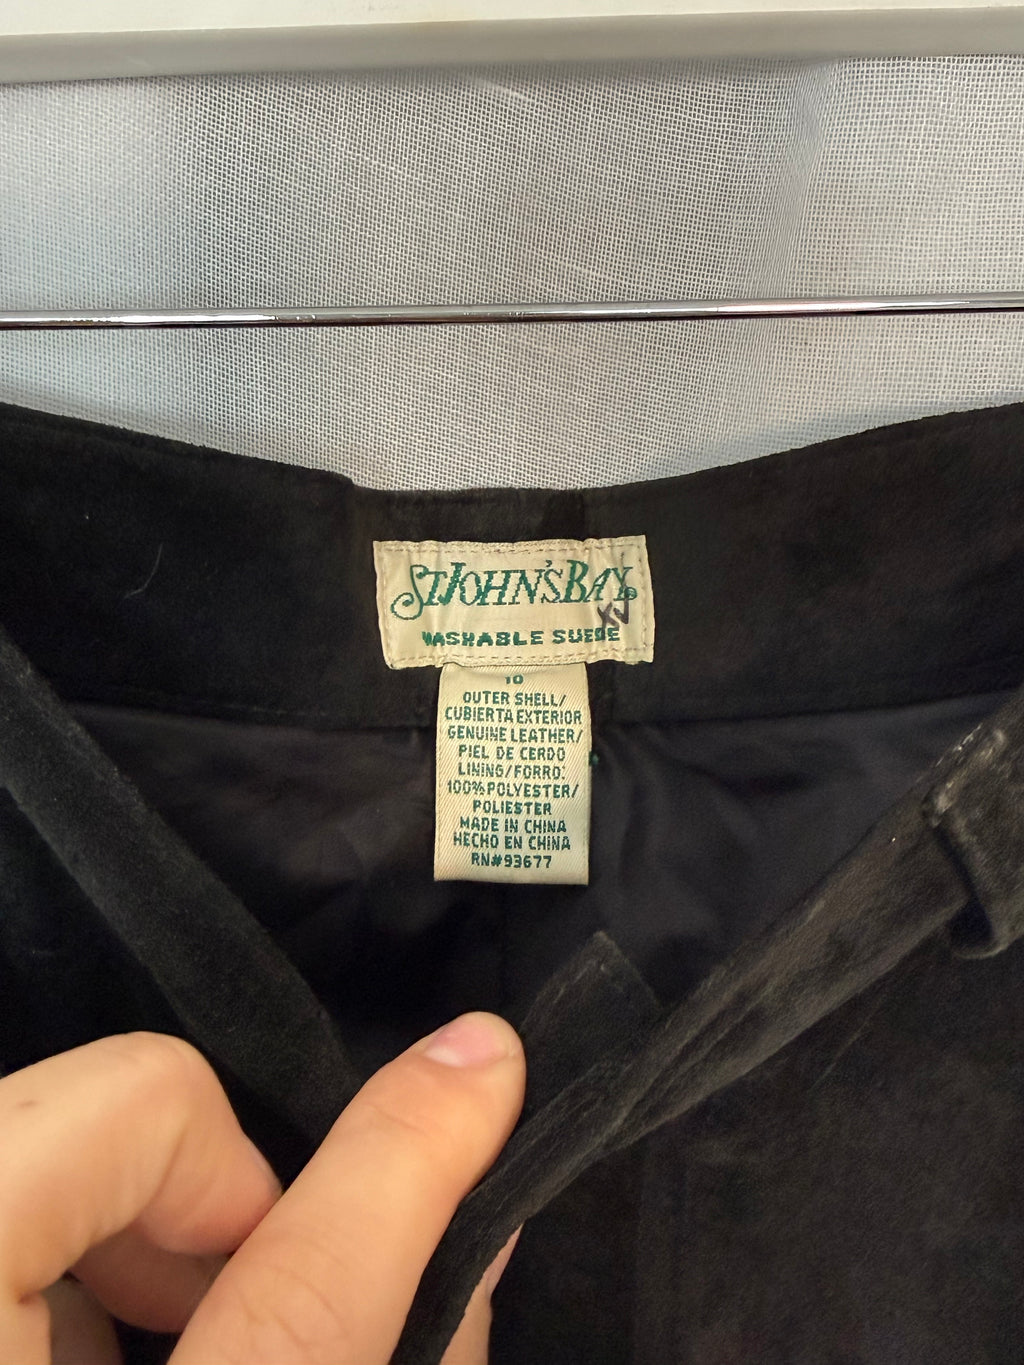 ST JOHN'S BAY®
WASHABLE SUEDE
10
OUTER SHELL/
CUBIERTA EXTERIOR
GENUINE LEATHER/
PIEL DE CERDO
LINING/FORRO:
100% POLYESTER/
POLIESTER
MADE IN CHINA
HECHO EN CHINA
RN#93677